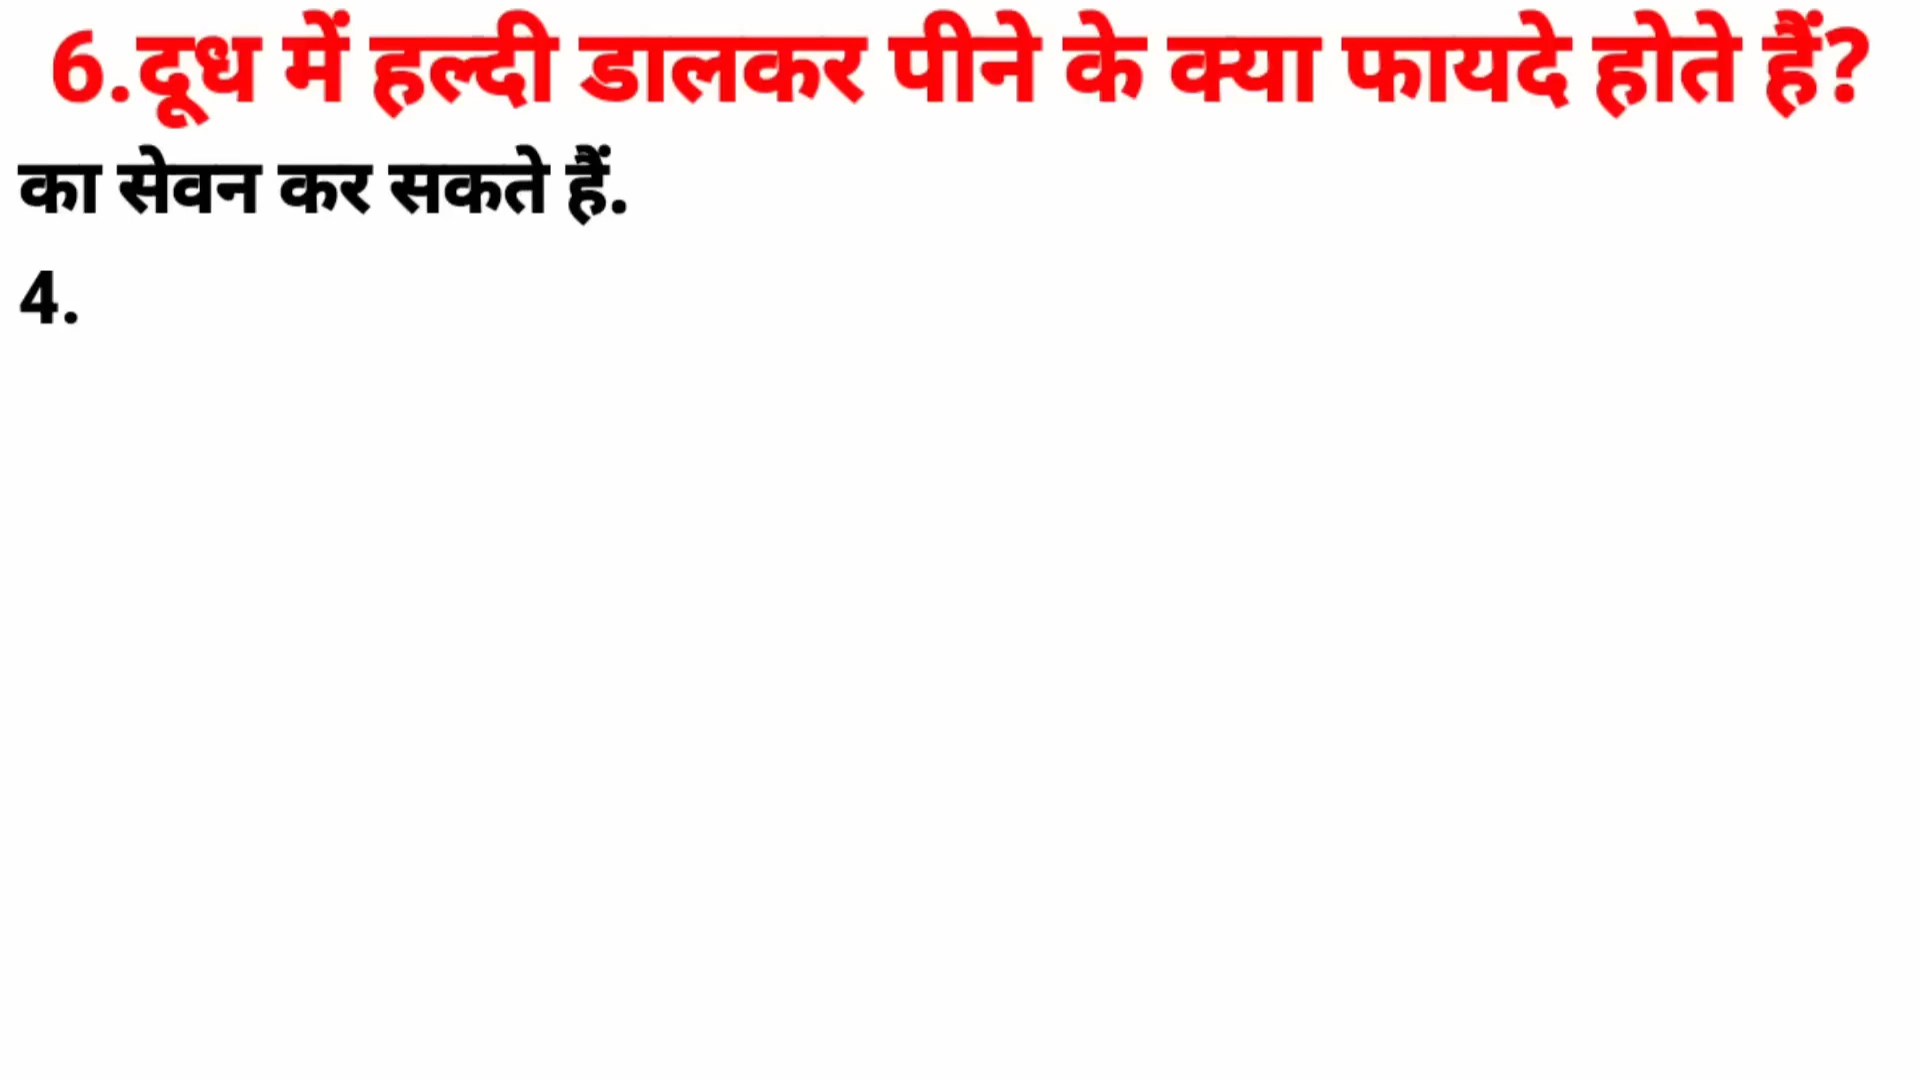 6.दूध में हल्दी डालकर पीने के क्या फायदे होते हैं?
का सेवन कर सकते हैं.
4.